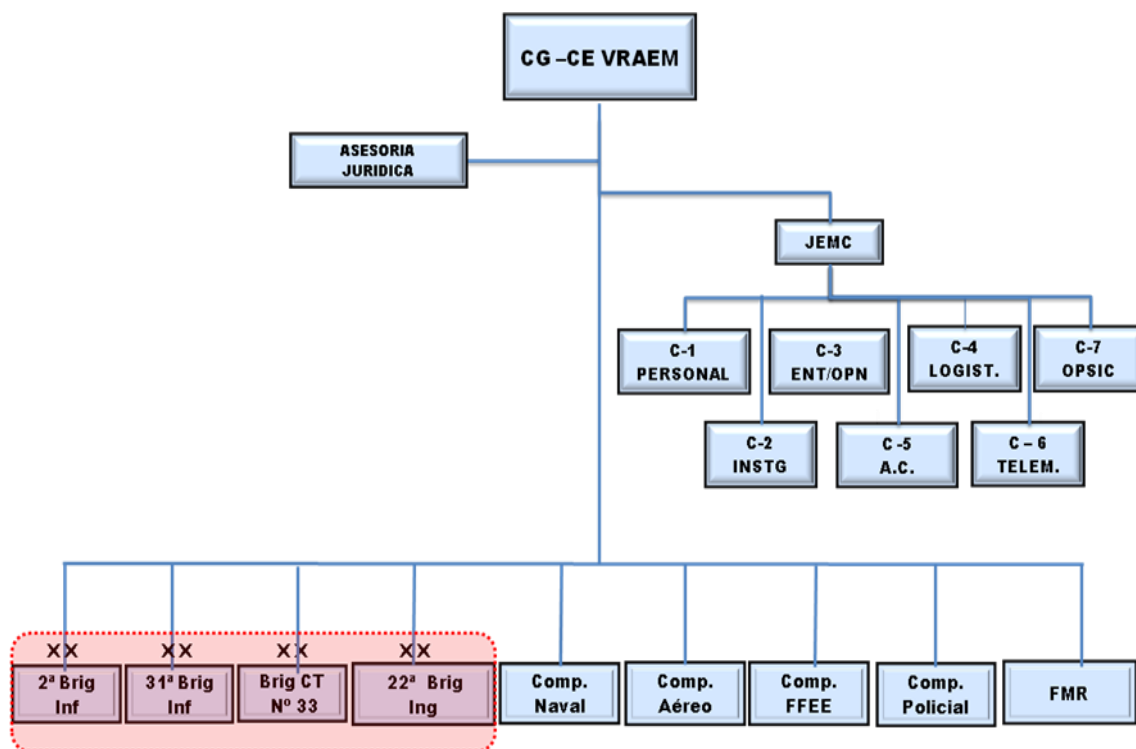 CG –CE VRAEM
ASESORIA
JURIDICA
JEMC
C-1
PERSONAL
C-3
ENT/OPN
C-4
LOGIST.
C-7
OPSIC
C-2
INSTG
C -5
A.C.
C – 6
TELEM.
XX
XX
XX
XX
2ª Brig
Inf
31ª Brig
Inf
Brig CT
Nº 33
22ª Brig
Ing
Comp.
Naval
Comp.
Aéreo
Comp.
FFEE
Comp.
Policial
FMR